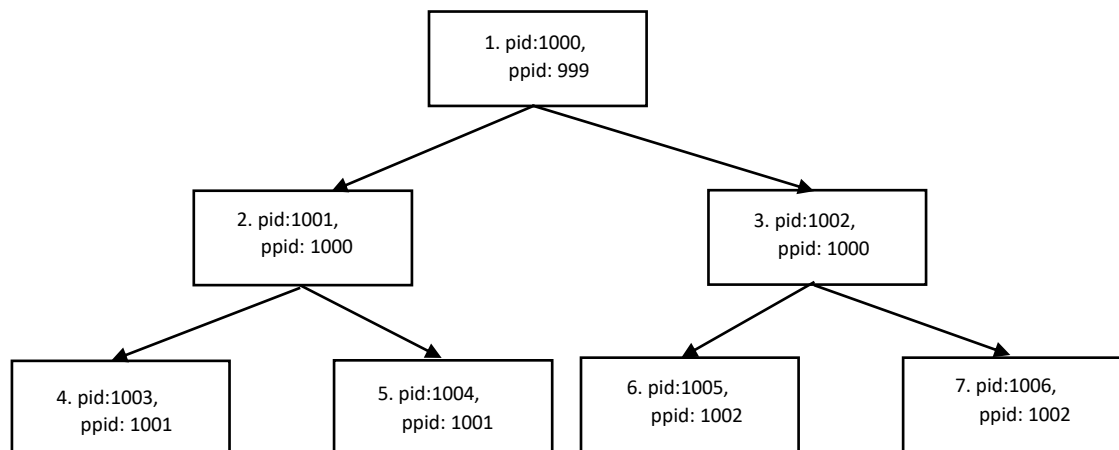 1. pid:1000,
ppid: 999
2. pid:1001,
ppid: 1000
3. pid:1002,
ppid: 1000
4. pid:1003,
ppid: 1001
5. pid:1004,
ppid: 1001
6. pid:1005,
ppid: 1002
7. pid:1006,
ppid: 1002